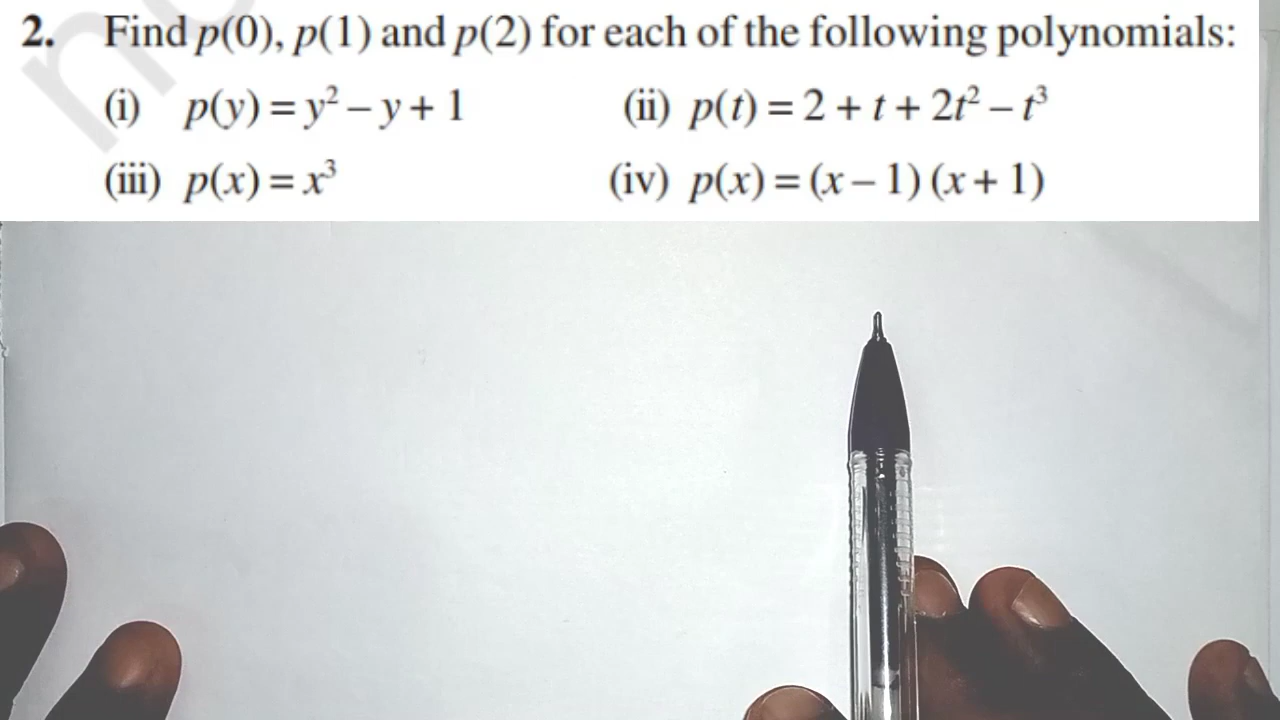 2. Find p(0), p(1) and p(2) for each of the following polynomials:
(i) p(y) = y² – y + 1 (ii) p(t) = 2 + t + 2t² – t³
(iii) p(x) = x³ (iv) p(x) = (x – 1) (x + 1)